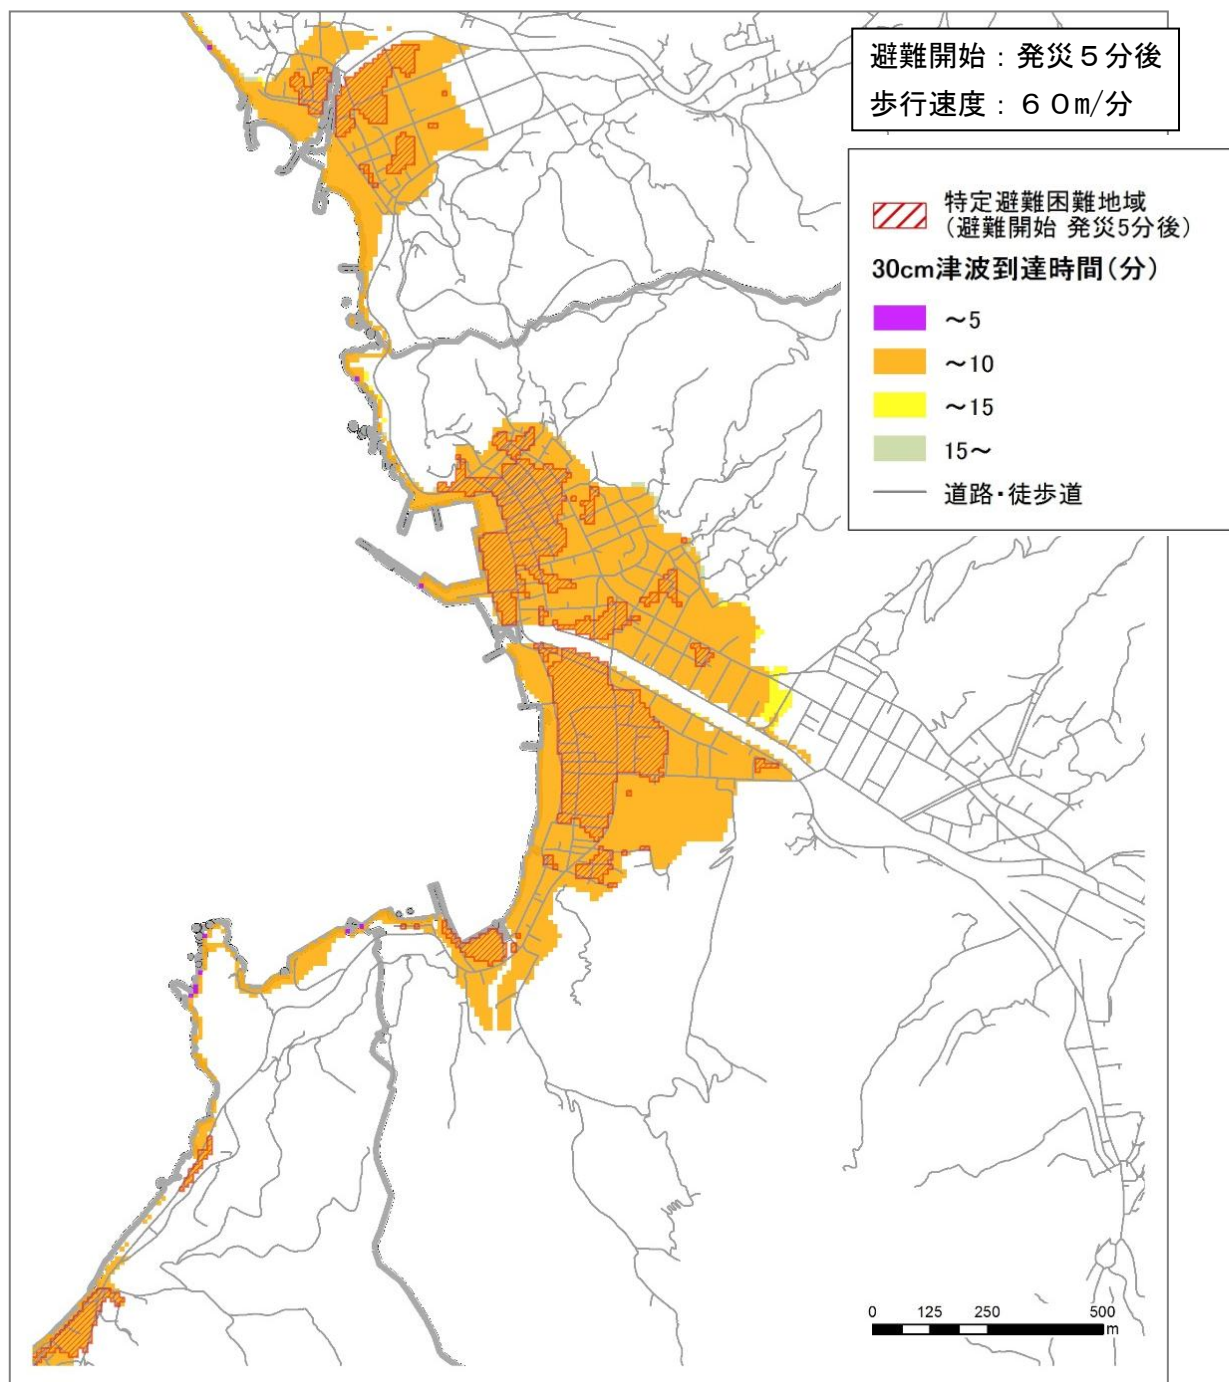 避難開始：発災５分後
歩行速度：６０m/分
特定避難困難地域
（避難開始 発災5分後）
30cm津波到達時間（分）
～5
～10
～15
15～
道路・徒歩道
0 125 250 500
m